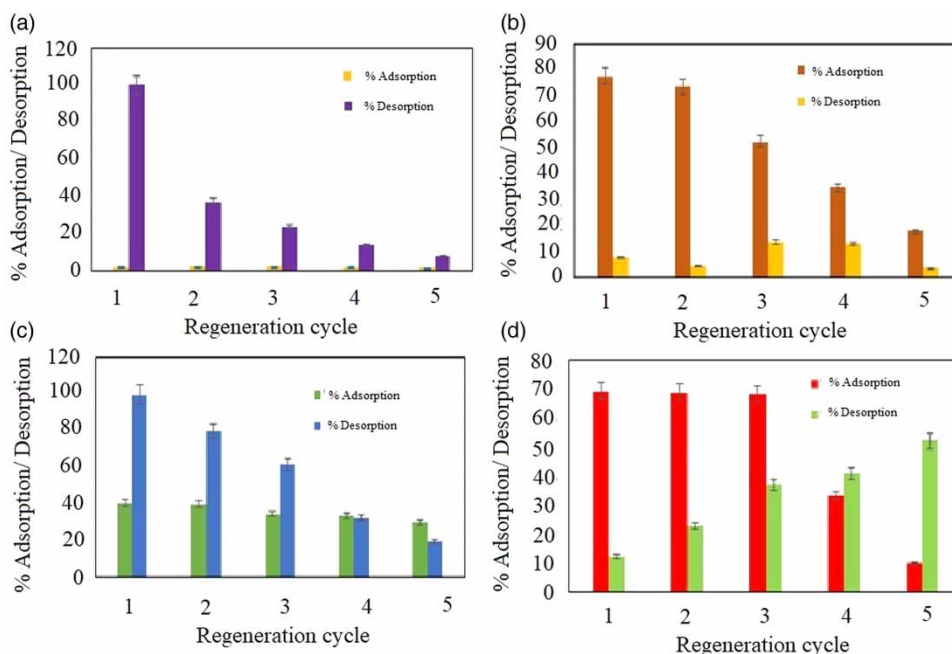 (a)
% Adsorption/ Desorption
120
100
80
60
40
20
0
% Adsorption
% Desorption
1 2 3 4 5
Regeneration cycle
(b)
% Adsorption/ Desorption
90
80
70
60
50
40
30
20
10
0
% Adsorption
% Desorption
1 2 3 4 5
Regeneration cycle
(c)
% Adsorption/ Desorption
120
100
80
60
40
20
0
% Adsorption
% Desorption
1 2 3 4 5
Regeneration cycle
(d)
% Adsorption/ Desorption
80
70
60
50
40
30
20
10
0
% Adsorption
% Desorption
1 2 3 4 5
Regeneration cycle